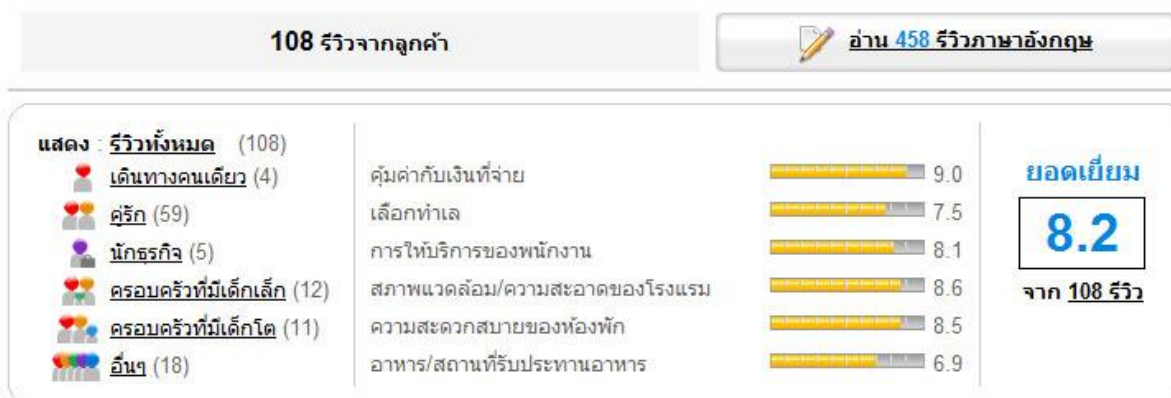 108 รีวิวจากลูกค้า
อ่าน 458 รีวิวภาษาอังกฤษ
แสดง : รีวิวทั้งหมด (108)
เดินทางคนเดียว (4)
คู่รัก (59)
นักธุรกิจ (5)
ครอบครัวที่มีเด็กเล็ก (12)
ครอบครัวที่มีเด็กโต (11)
อื่นๆ (18)
คุ้มค่ากับเงินที่จ่าย 9.0
เลือกทำเล 7.5
การให้บริการของพนักงาน 8.1
สภาพแวดล้อม/ความสะอาดของโรงแรม 8.6
ความสะดวกสบายของห้องพัก 8.5
อาหาร/สถานที่รับประทานอาหาร 6.9
ยอดเยี่ยม
8.2
จาก 108 รีวิว